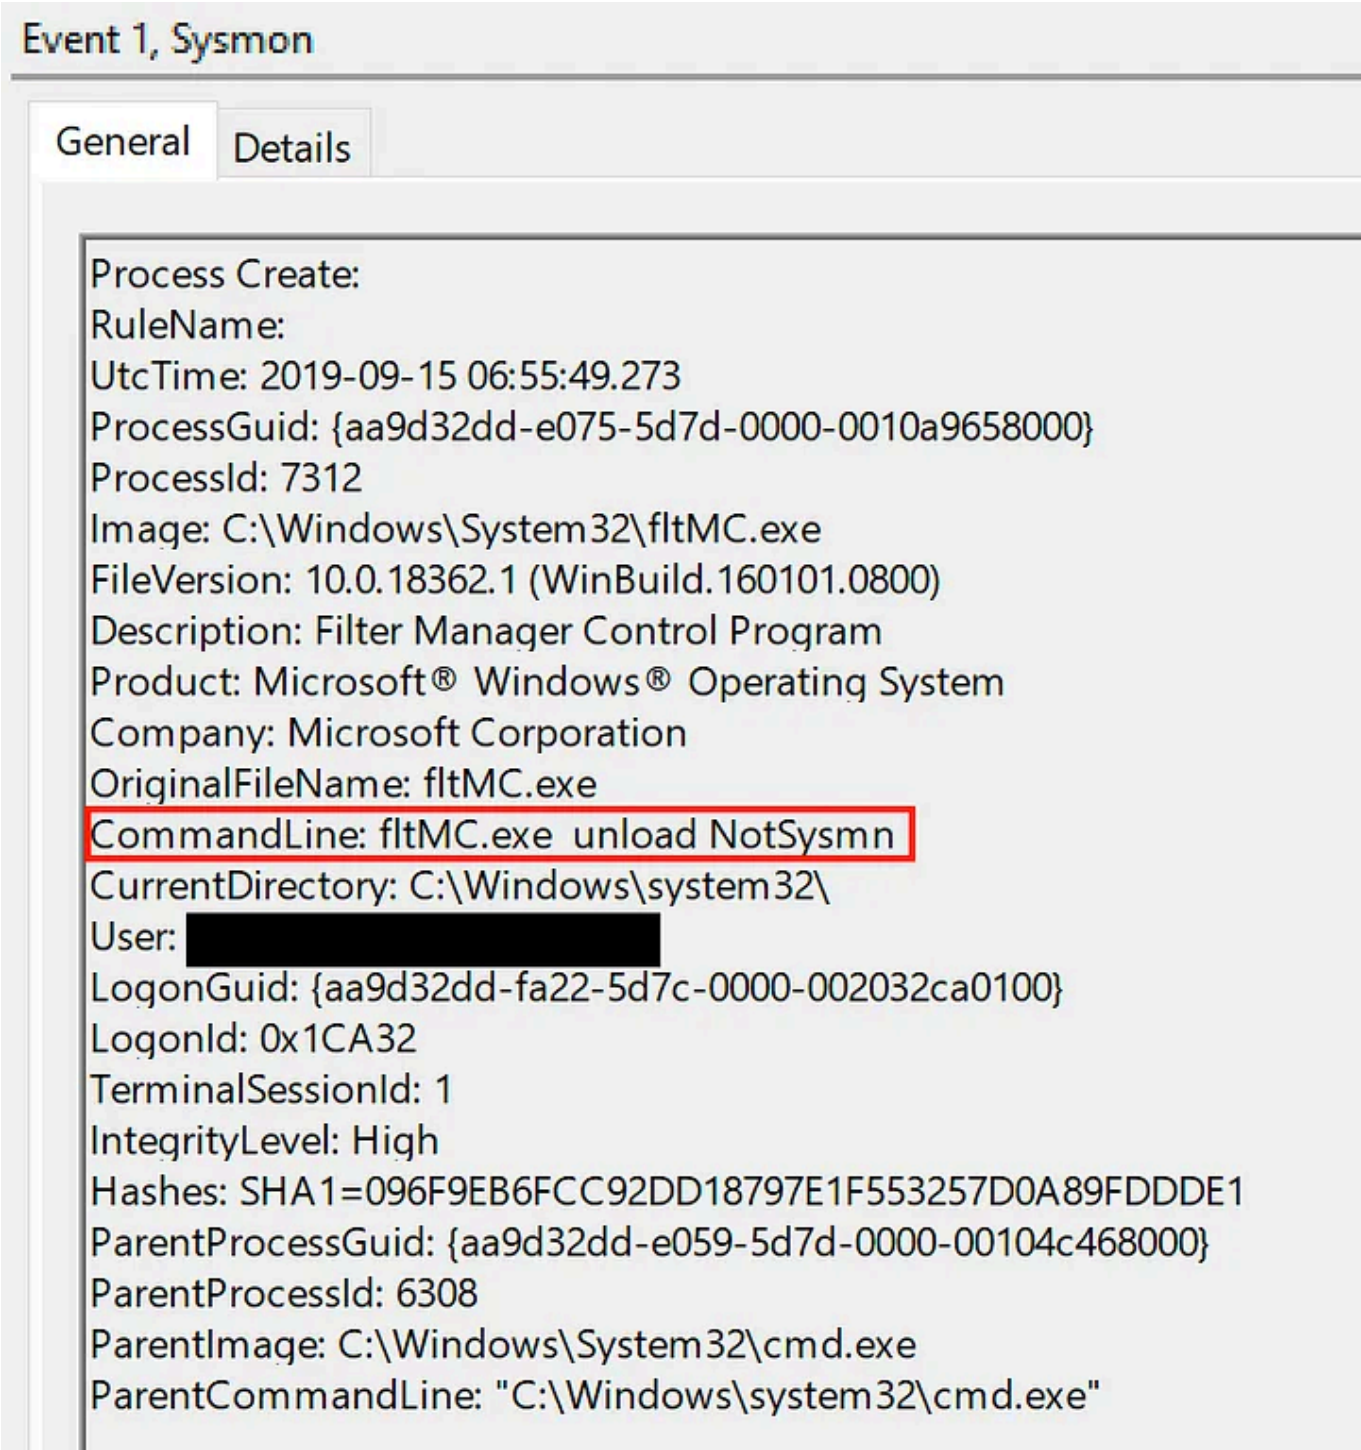 Event 1, Sysmon
General Details
Process Create:
RuleName:
UtcTime: 2019-09-15 06:55:49.273
ProcessGuid: {aa9d32dd-e075-5d7d-0000-0010a9658000}
ProcessId: 7312
Image: C:\Windows\System32\fltMC.exe
FileVersion: 10.0.18362.1 (WinBuild.160101.0800)
Description: Filter Manager Control Program
Product: Microsoft® Windows® Operating System
Company: Microsoft Corporation
OriginalFileName: fltMC.exe
CommandLine: fltMC.exe  unload NotSysmn
CurrentDirectory: C:\Windows\system32\
User:
LogonGuid: {aa9d32dd-fa22-5d7c-0000-002032ca0100}
LogonId: 0x1CA32
TerminalSessionId: 1
IntegrityLevel: High
Hashes: SHA1=096F9EB6FCC92DD18797E1F553257D0A89FDDDE1
ParentProcessGuid: {aa9d32dd-e059-5d7d-0000-00104c468000}
ParentProcessId: 6308
ParentImage: C:\Windows\System32\cmd.exe
ParentCommandLine: "C:\Windows\system32\cmd.exe"